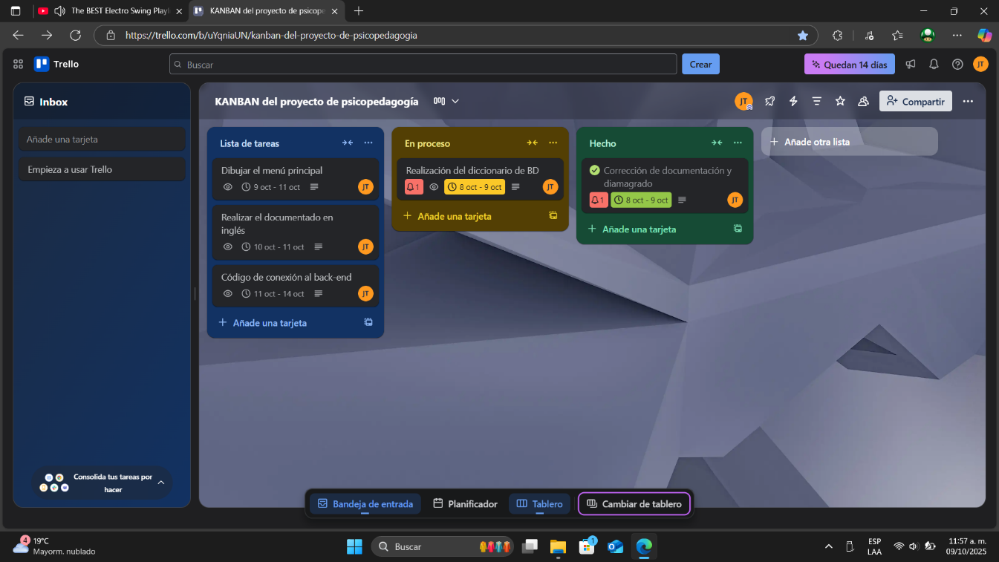 The BEST Electro Swing Playl
KANBAN del proyecto de psicope
https://trello.com/b/uYqniaUN/kanban-del-proyecto-de-psicopedagogia
Trello
Buscar
Crear
Quedan 14 días
JT
Inbox
Añade una tarjeta
Empieza a usar Trello
Consolida tus tareas por
hacer
KANBAN del proyecto de psicopedagogía
JT
Compartir
Lista de tareas
Dibujar el menú principal
9 oct - 11 oct
JT
Realizar el documentado en
inglés
10 oct - 11 oct
JT
Código de conexión al back-end
11 oct - 14 oct
JT
Añade una tarjeta
En proceso
Realización del diccionario de BD
1
8 oct - 9 oct
JT
Añade una tarjeta
Hecho
Corrección de documentación y
diamagrado
1
8 oct - 9 oct
JT
Añade una tarjeta
Añade otra lista
Bandeja de entrada
Planificador
Tablero
Cambiar de tablero
4
19°C
Mayorm. nublado
Buscar
1
ESP
LAA
11:57 a. m.
09/10/2025